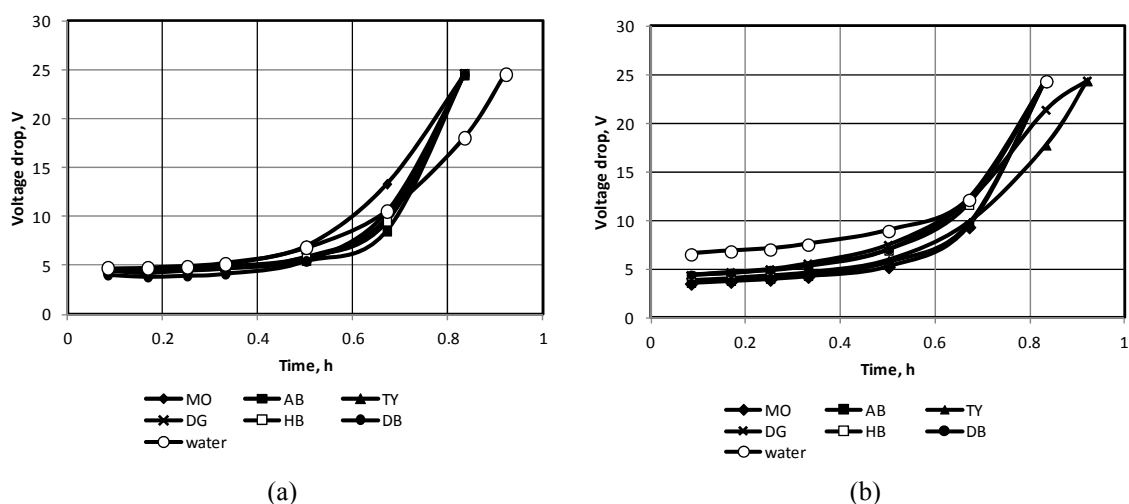 30
25
20
15
10
5
0
Voltage drop, V
0 0.2 0.4 0.6 0.8 1
Time, h
MO AB TY
DG HB DB
water
(a)
30
25
20
15
10
5
0
Voltage drop, V
0 0.2 0.4 0.6 0.8 1
Time, h
MO AB TY
DG HB DB
water
(b)